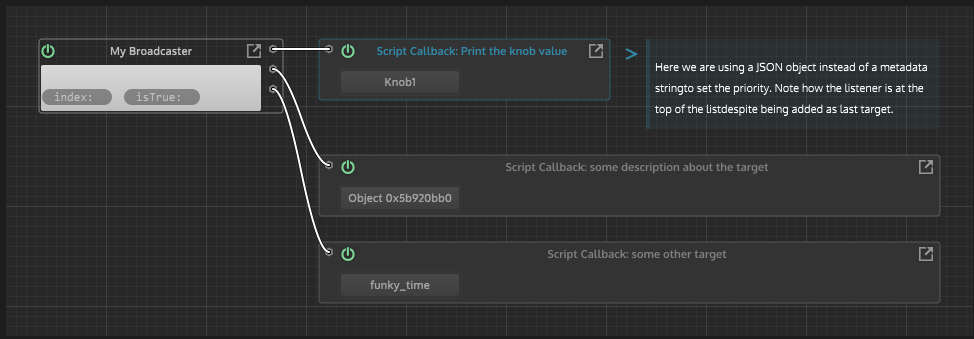 My Broadcaster
index: isTrue:
Script Callback: Print the knob value
Knob1
>
Here we are using a JSON object instead of a metadata
stringto set the priority. Note how the listener is at the
top of the listdespite being added as last target.
Script Callback: some description about the target
Object 0x5b920bb0
Script Callback: some other target
funky_time